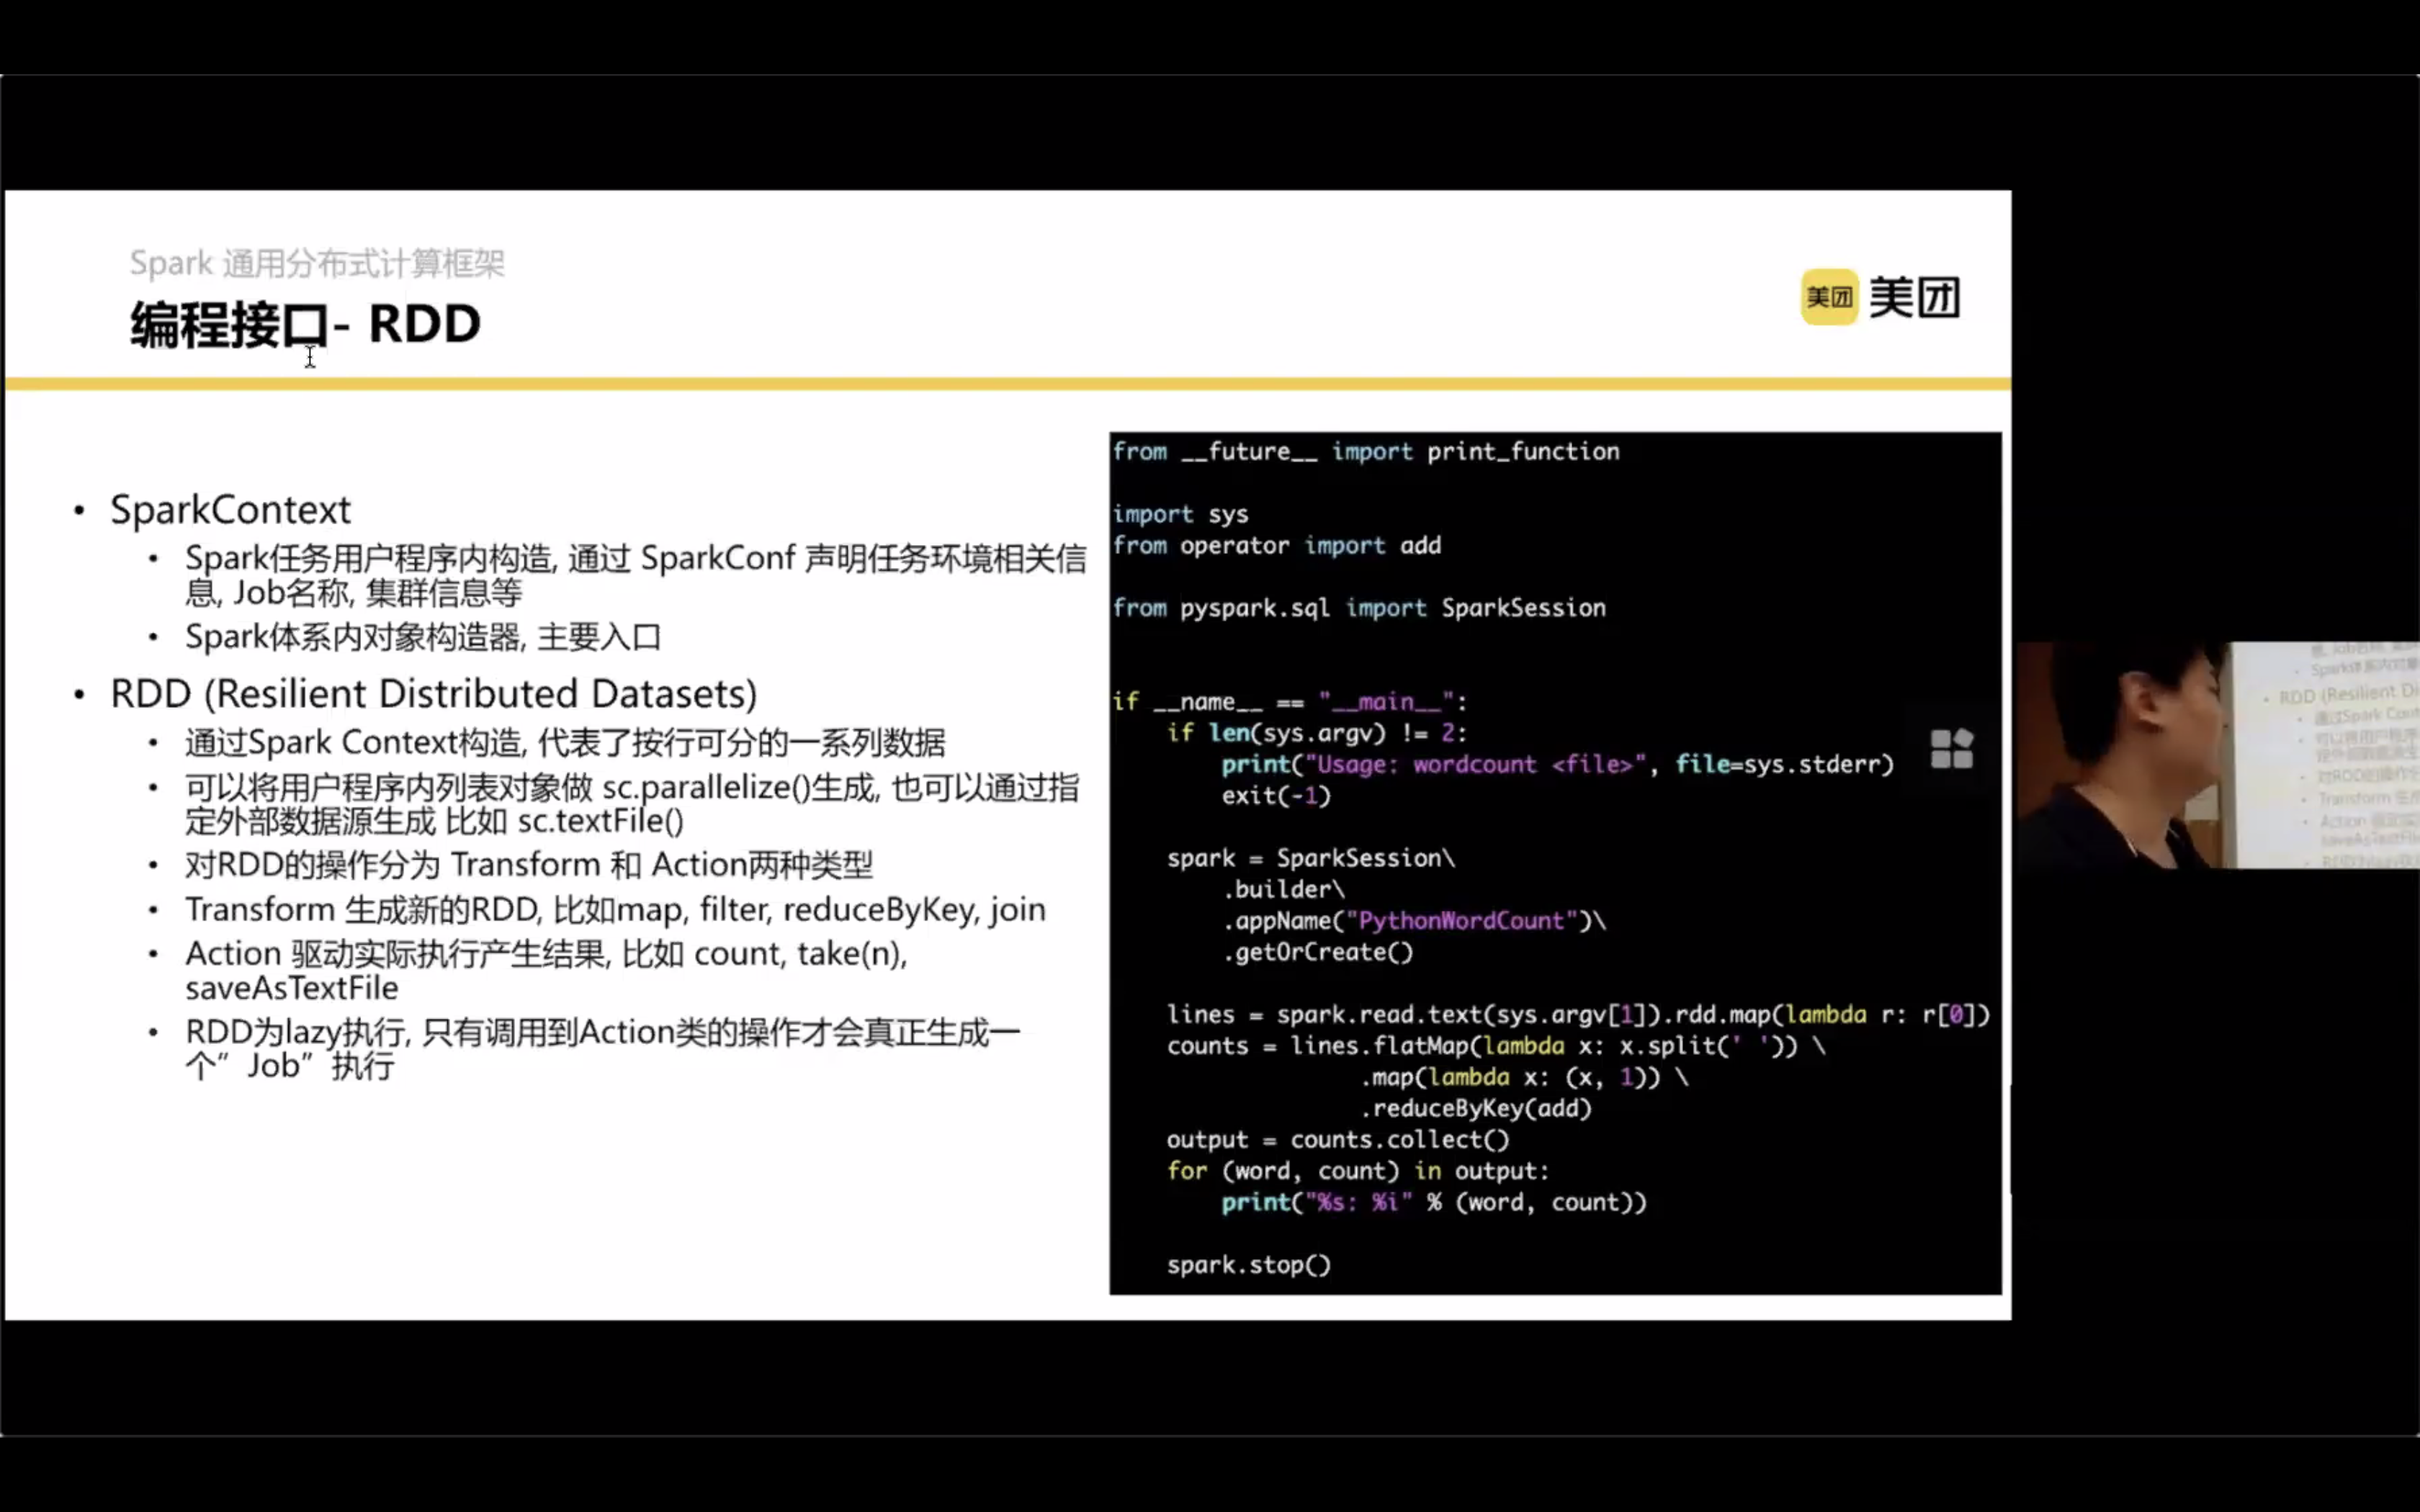 Spark 通用分布式计算框架
编程接口- RDD
美团 美团
• SparkContext
• Spark任务用户程序内构造, 通过 SparkConf 声明任务环境相关信
息, Job名称, 集群信息等
• Spark体系内对象构造器, 主要入口
• RDD (Resilient Distributed Datasets)
• 通过Spark Context构造, 代表了按行可分的一系列数据
• 可以将用户程序内列表对象做 sc.parallelize()生成, 也可以通过指
定外部数据源生成 比如 sc.textFile()
• 对RDD的操作分为 Transform 和 Action两种类型
• Transform 生成新的RDD, 比如map, filter, reduceByKey, join
• Action 驱动实际执行产生结果, 比如 count, take(n),
saveAsTextFile
• RDD为lazy执行, 只有调用到Action类的操作才会真正生成一
个”Job”执行
from __future__ import print_function
import sys
from operator import add
from pyspark.sql import SparkSession
if __name__ == "__main__":
    if len(sys.argv) != 2:
        print("Usage: wordcount <file>", file=sys.stderr)
        exit(-1)
    spark = SparkSession\
        .builder\
        .appName("PythonWordCount")\
        .getOrCreate()
    lines = spark.read.text(sys.argv[1]).rdd.map(lambda r: r[0])
    counts = lines.flatMap(lambda x: x.split(' ')) \
                  .map(lambda x: (x, 1)) \
                  .reduceByKey(add)
    output = counts.collect()
    for (word, count) in output:
        print("%s: %i" % (word, count))
    spark.stop()
• RDD (Resilient Di
Transform
Action